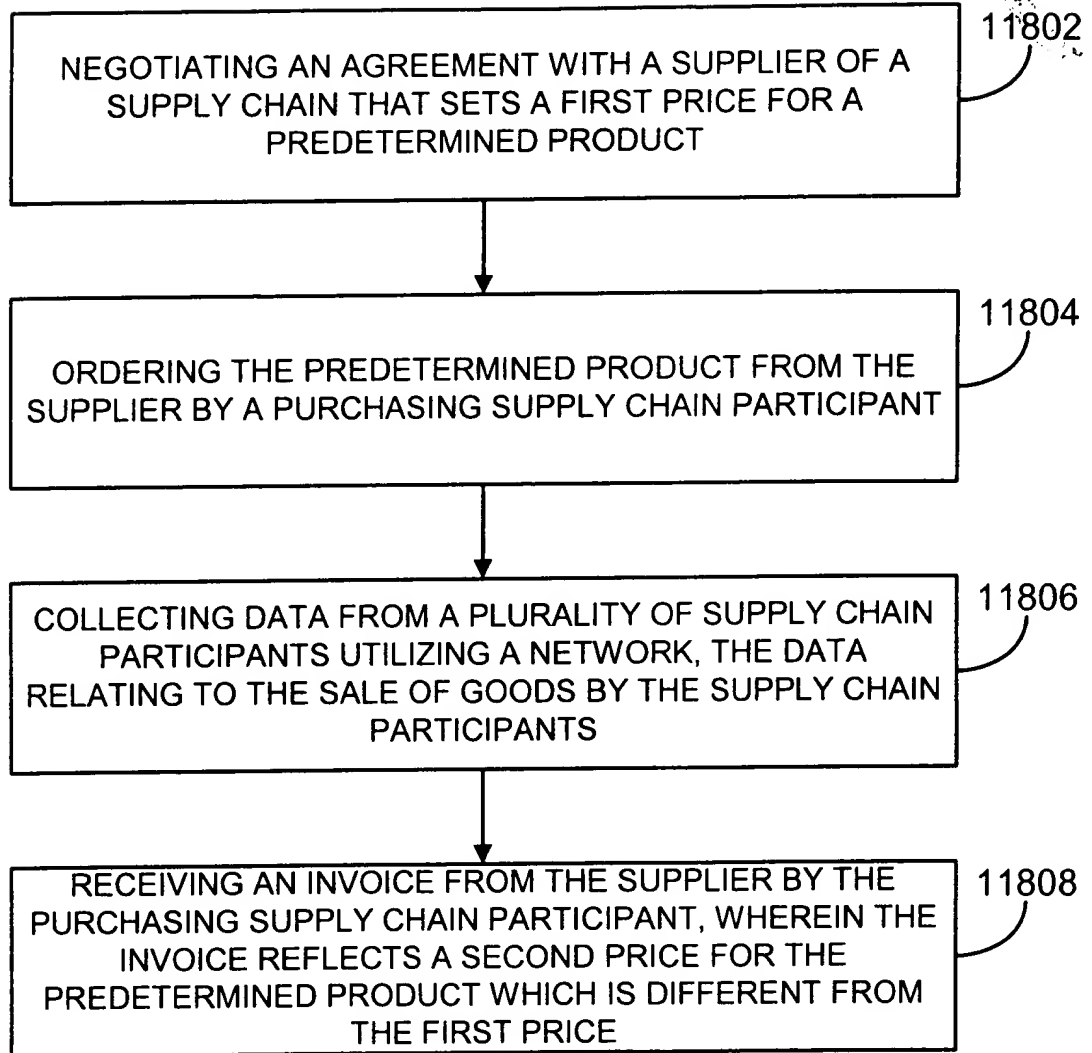 11802
NEGOTIATING AN AGREEMENT WITH A SUPPLIER OF A
SUPPLY CHAIN THAT SETS A FIRST PRICE FOR A
PREDETERMINED PRODUCT
11804
ORDERING THE PREDETERMINED PRODUCT FROM THE
SUPPLIER BY A PURCHASING SUPPLY CHAIN PARTICIPANT
11806
COLLECTING DATA FROM A PLURALITY OF SUPPLY CHAIN
PARTICIPANTS UTILIZING A NETWORK, THE DATA
RELATING TO THE SALE OF GOODS BY THE SUPPLY CHAIN
PARTICIPANTS
11808
RECEIVING AN INVOICE FROM THE SUPPLIER BY THE
PURCHASING SUPPLY CHAIN PARTICIPANT, WHEREIN THE
INVOICE REFLECTS A SECOND PRICE FOR THE
PREDETERMINED PRODUCT WHICH IS DIFFERENT FROM
THE FIRST PRICE